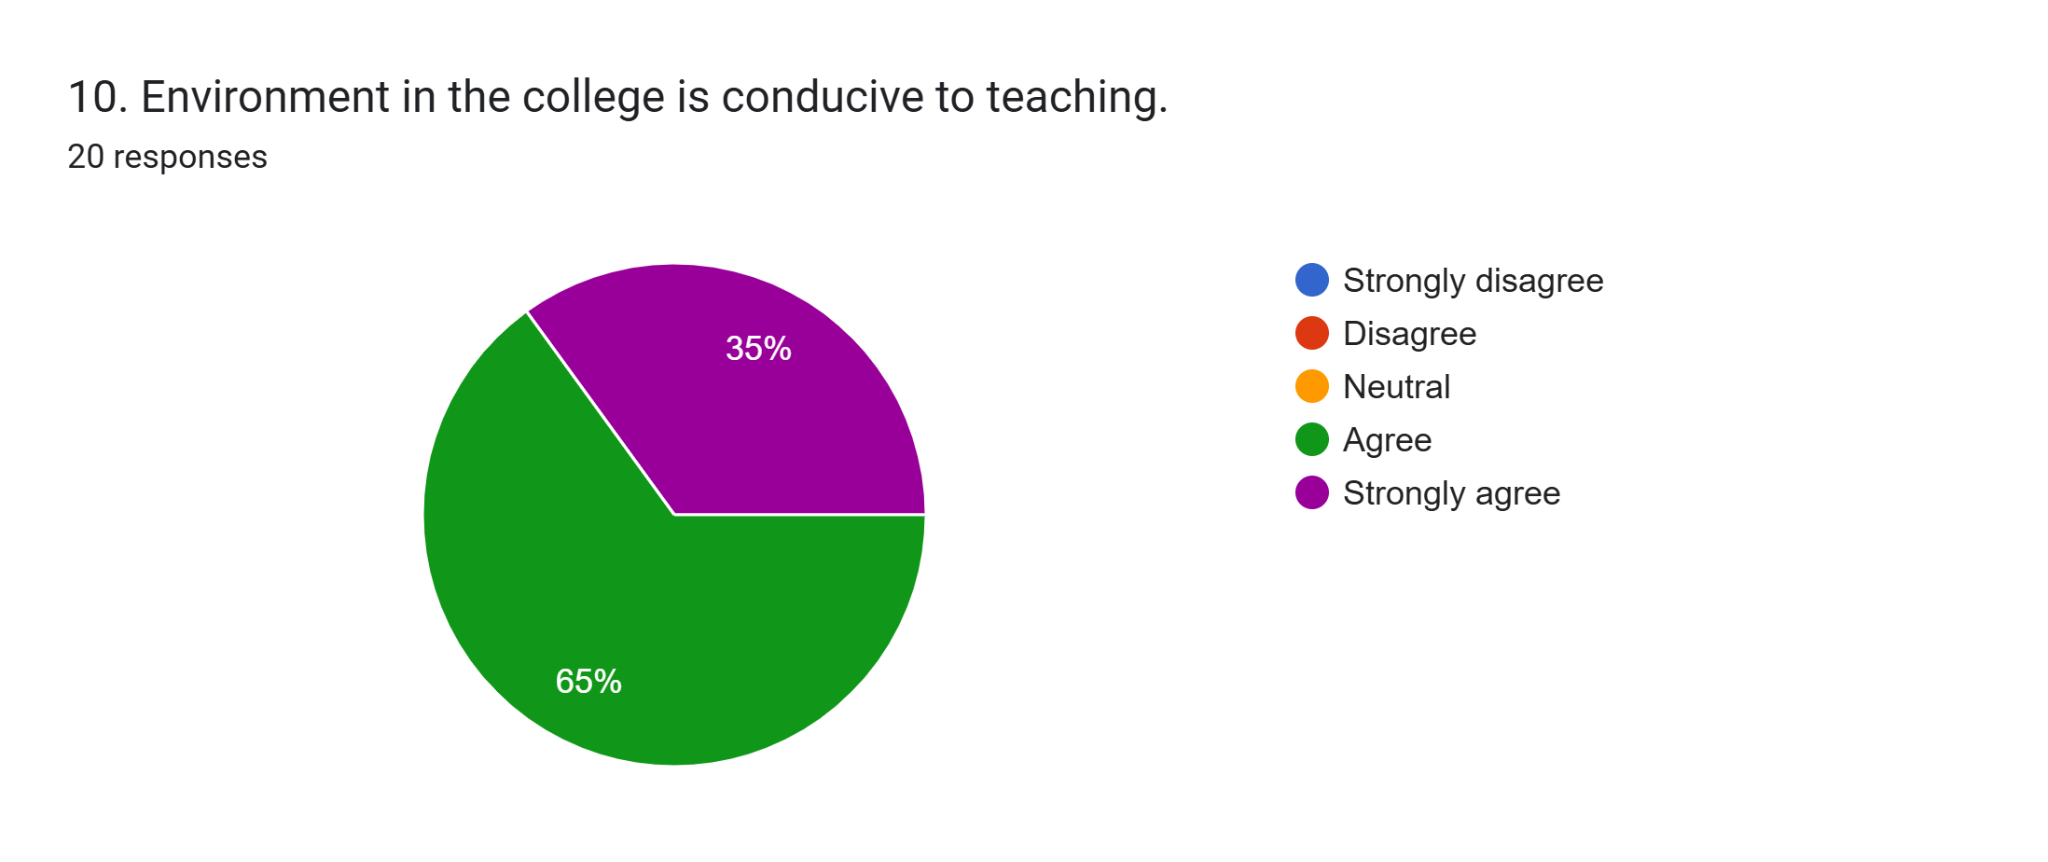 10. Environment in the college is conducive to teaching.
20 responses
35%
65%
Strongly disagree
Disagree
Neutral
Agree
Strongly agree